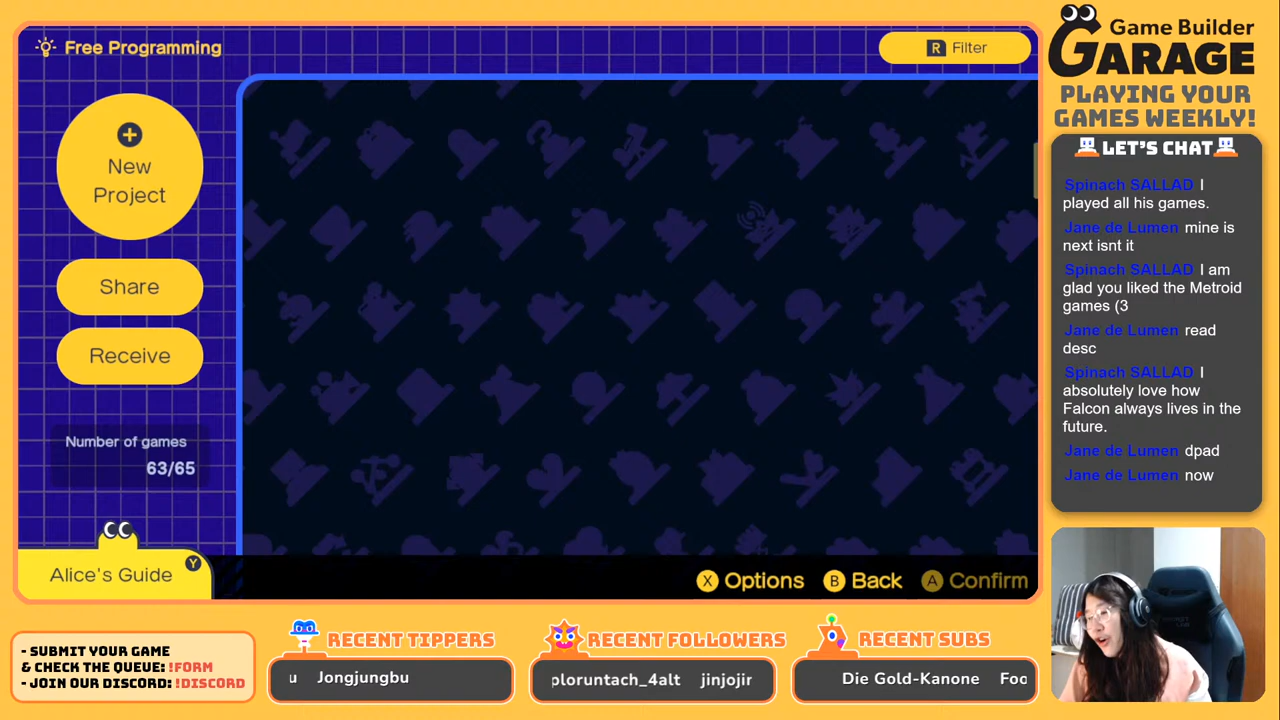 Free Programming
R Filter
New
Project
Share
Receive
Number of games
63/65
Alice's Guide
Y
X Options
B Back
A Confirm
Game Builder
GARAGE
PLAYING YOUR
GAMES WEEKLY!
LET'S CHAT
Spinach SALLAD I
played all his games.
Jane de Lumen mine is
next isnt it
Spinach SALLAD I am
glad you liked the Metroid
games (3
Jane de Lumen read
desc
Spinach SALLAD I
absolutely love how
Falcon always lives in the
future.
Jane de Lumen dpad
Jane de Lumen now
- SUBMIT YOUR GAME
& CHECK THE QUEUE: !FORM
- JOIN OUR DISCORD: !DISCORD
RECENT TIPPERS
u Jongjungbu
RECENT FOLLOWERS
ploruntach_4alt jinjojir
RECENT SUBS
Die Gold-Kanone Foo